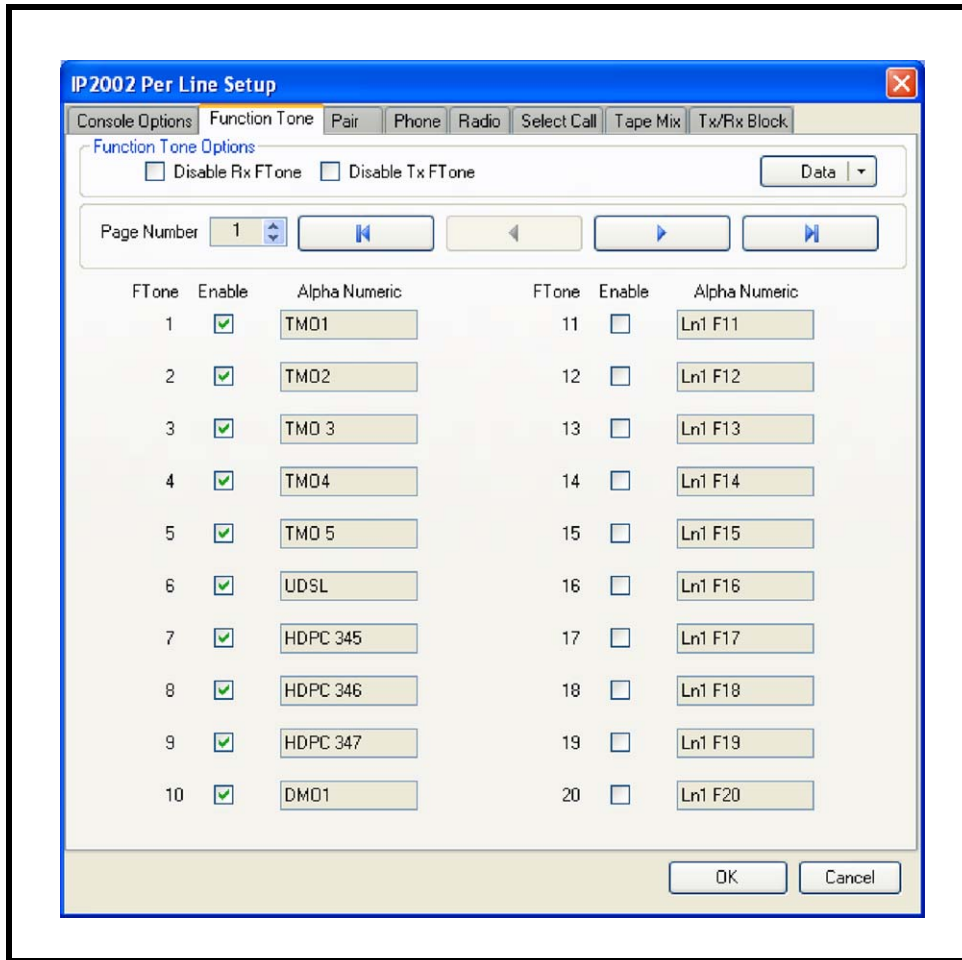 IP2002 Per Line Setup
Console Options Function Tone Pair Phone Radio Select Call Tape Mix Tx/Rx Block
Function Tone Options
Disable Rx FTone Disable Tx FTone Data
Page Number 1
FTone Enable Alpha Numeric FTone Enable Alpha Numeric
1 TMO1 11 Ln1 F11
2 TMO2 12 Ln1 F12
3 TMO 3 13 Ln1 F13
4 TMO4 14 Ln1 F14
5 TMO 5 15 Ln1 F15
6 UDSL 16 Ln1 F16
7 HDPC 345 17 Ln1 F17
8 HDPC 346 18 Ln1 F18
9 HDPC 347 19 Ln1 F19
10 DMO1 20 Ln1 F20
OK Cancel